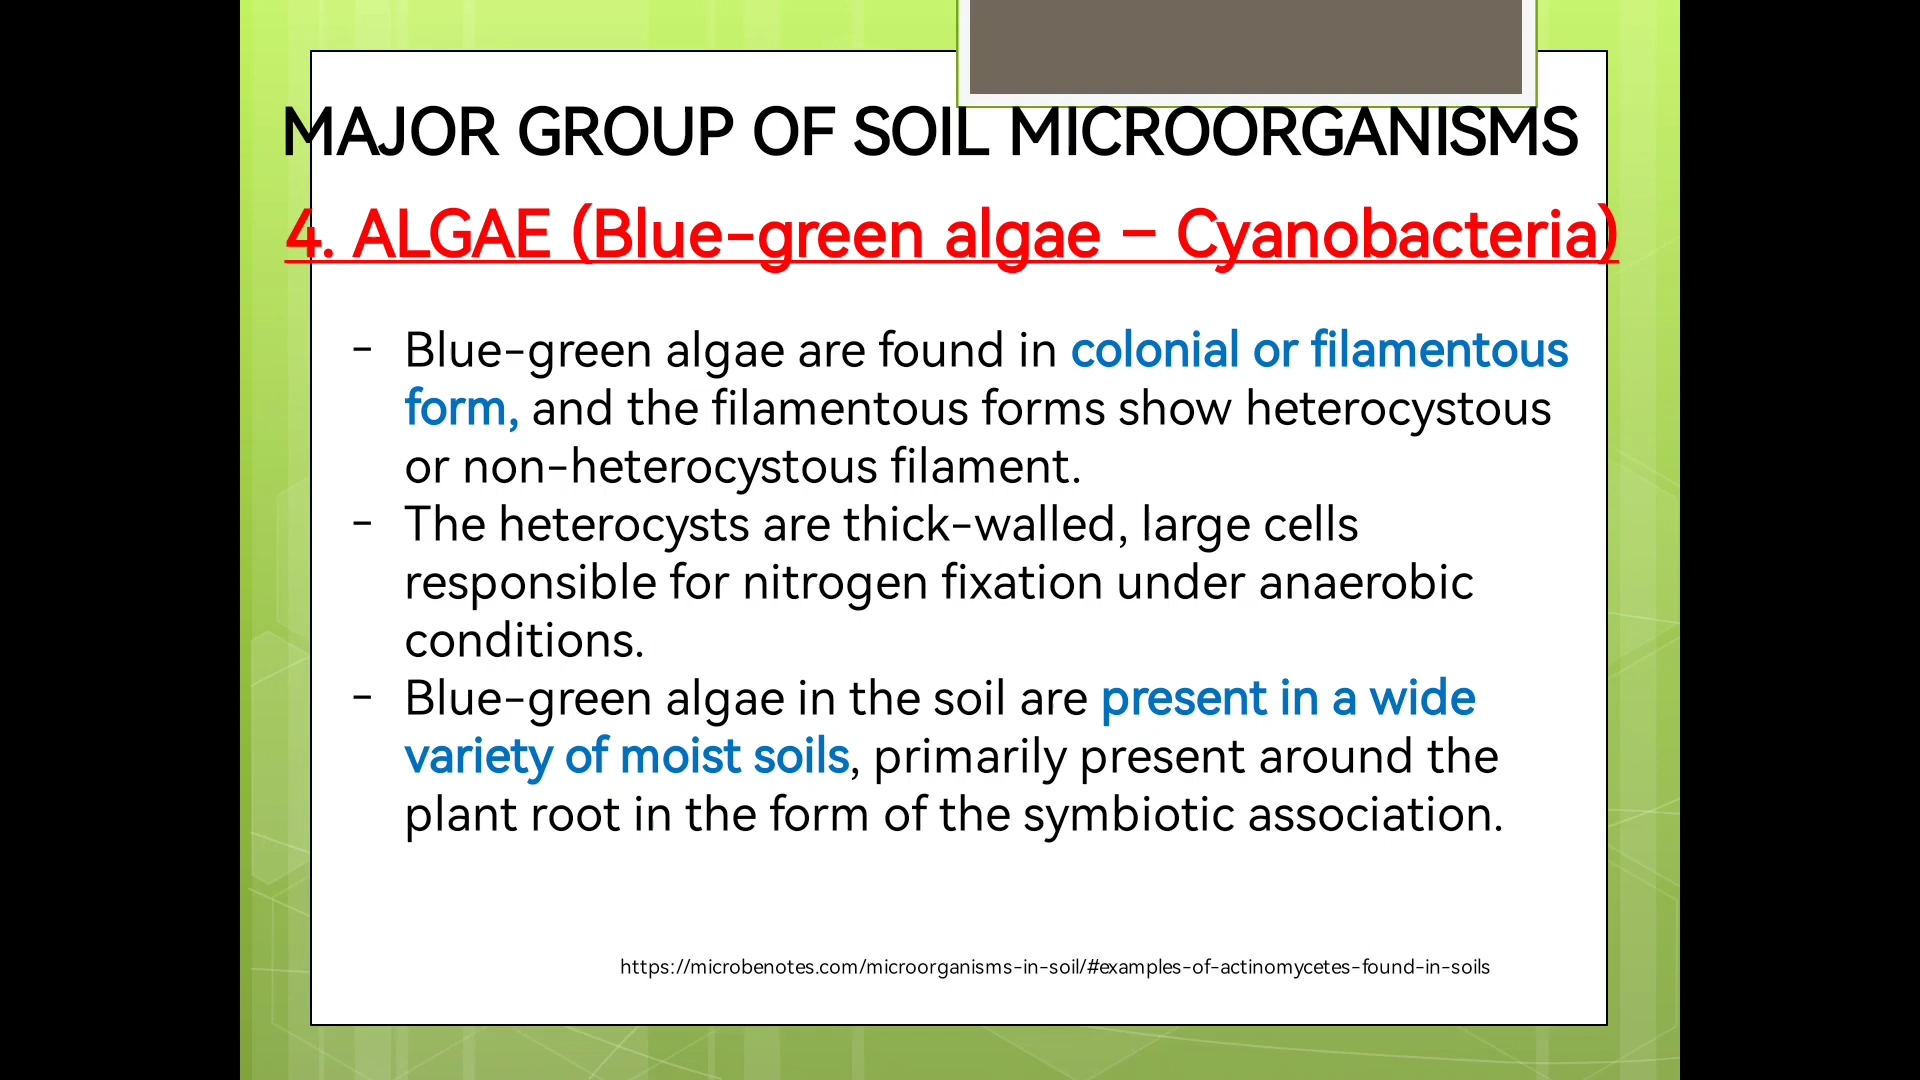 MAJOR GROUP OF SOIL MICROORGANISMS
4. ALGAE (Blue-green algae – Cyanobacteria)
- Blue-green algae are found in colonial or filamentous
form, and the filamentous forms show heterocystous
or non-heterocystous filament.
- The heterocysts are thick-walled, large cells
responsible for nitrogen fixation under anaerobic
conditions.
- Blue-green algae in the soil are present in a wide
variety of moist soils, primarily present around the
plant root in the form of the symbiotic association.
https://microbenotes.com/microorganisms-in-soil/#examples-of-actinomycetes-found-in-soils